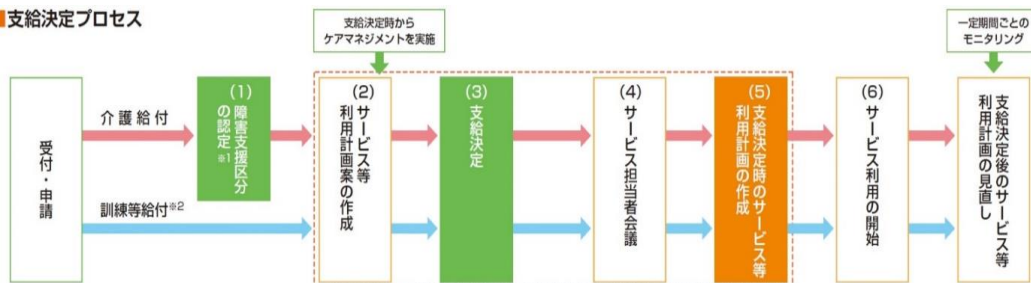 ■支給決定プロセス
支給決定時から
ケアマネジメントを実施
一定期間ごとの
モニタリング
受付・申請
介護給付
訓練等給付※2
(1)
障害支援区分
の認定※1
(2)
サービス等
利用計画案の作成
(3)
支給決定
(4)
サービス担当者会議
(5)
支給決定時のサービス等
利用計画の作成
(6)
サービス利用の開始
支給決定後のサービス等
利用計画の見直し